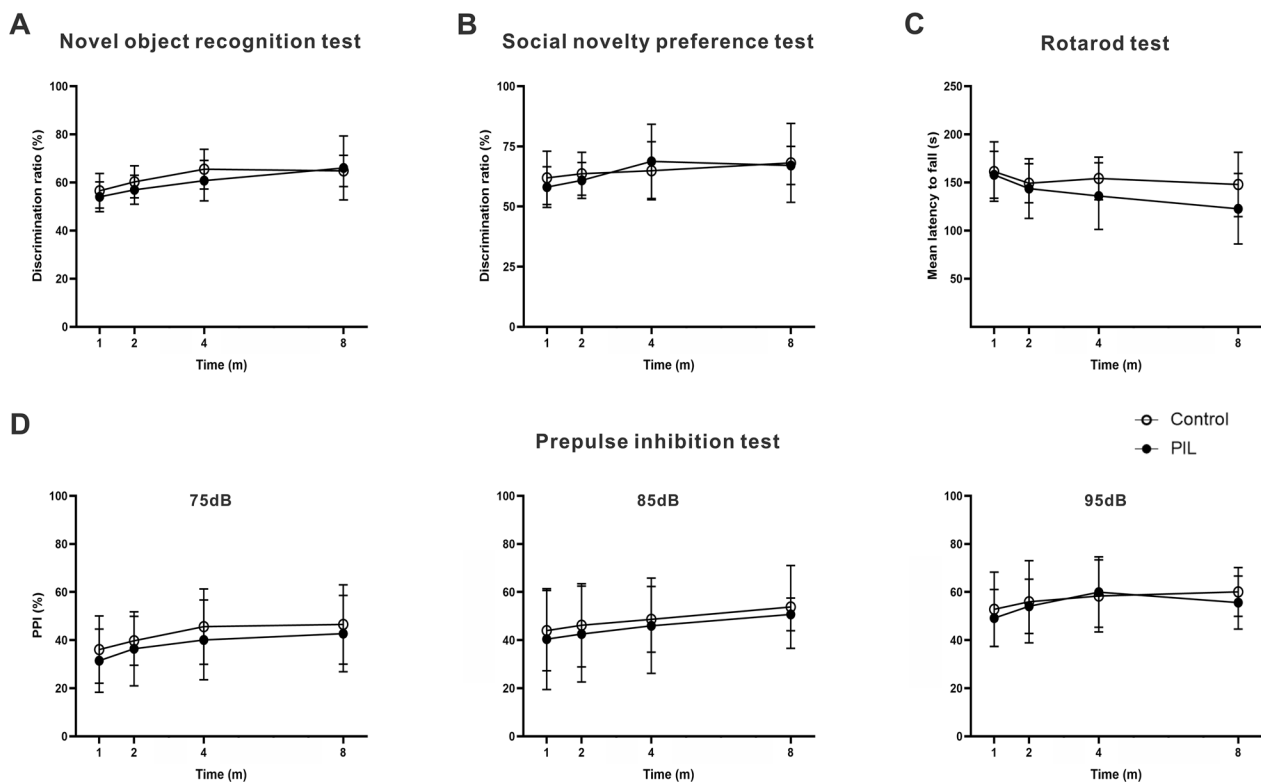 A
Novel object recognition test
Discrimination ratio (%)
100
80
60
40
20
0
1 2 4 8
Time (m)
B
Social novelty preference test
Discrimination ratio (%)
100
75
50
25
0
1 2 4 8
Time (m)
C
Rotarod test
Mean latency to fall (s)
250
200
150
100
50
1 2 4 8
Time (m)
D
Prepulse inhibition test
Control
PIL
75dB
PPI (%)
100
80
60
40
20
0
1 2 4 8
Time (m)
85dB
100
80
60
40
20
0
1 2 4 8
Time (m)
95dB
100
80
60
40
20
0
1 2 4 8
Time (m)